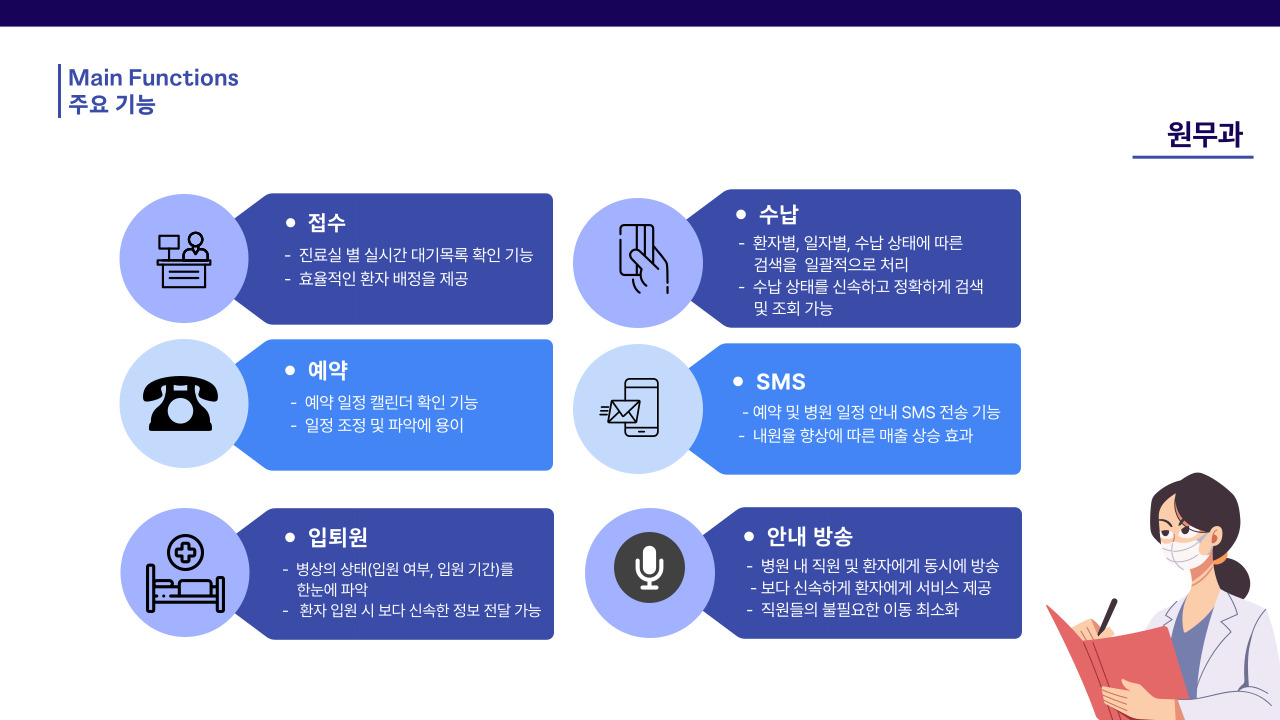 Main Functions
주요 기능
원무과
● 접수
- 진료실 별 실시간 대기목록 확인 기능
- 효율적인 환자 배정을 제공
● 수납
- 환자별, 일자별, 수납 상태에 따른
검색을 일괄적으로 처리
- 수납 상태를 신속하고 정확하게 검색
및 조회 가능
● 예약
- 예약 일정 캘린더 확인 기능
- 일정 조정 및 파악에 용이
● SMS
- 예약 및 병원 일정 안내 SMS 전송 기능
- 내원율 향상에 따른 매출 상승 효과
● 입퇴원
- 병상의 상태(입원 여부, 입원 기간)를
한눈에 파악
- 환자 입원 시 보다 신속한 정보 전달 가능
● 안내 방송
- 병원 내 직원 및 환자에게 동시에 방송
- 보다 신속하게 환자에게 서비스 제공
- 직원들의 불필요한 이동 최소화